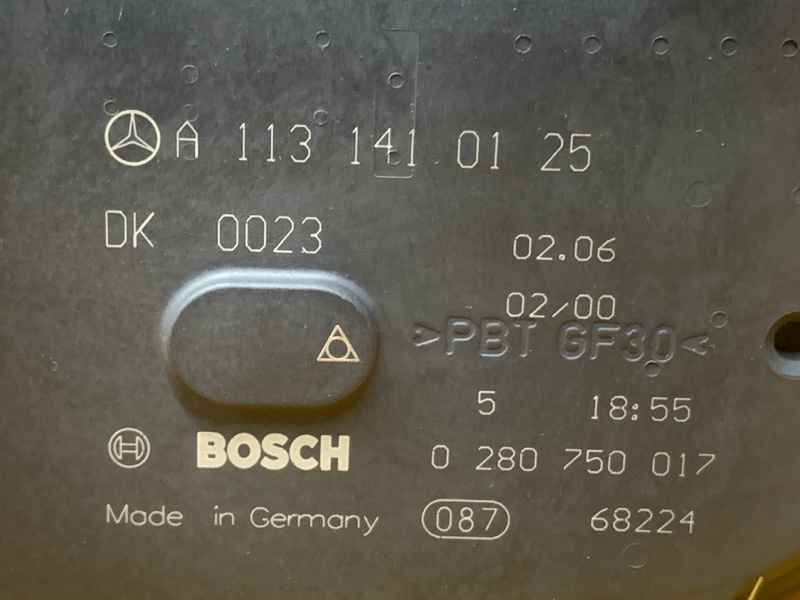 A 113 141 01 25
DK 0023
02.06
02/00
>PBT GF30<
5 18:55
BOSCH 0 280 750 017
Made in Germany 087 68224